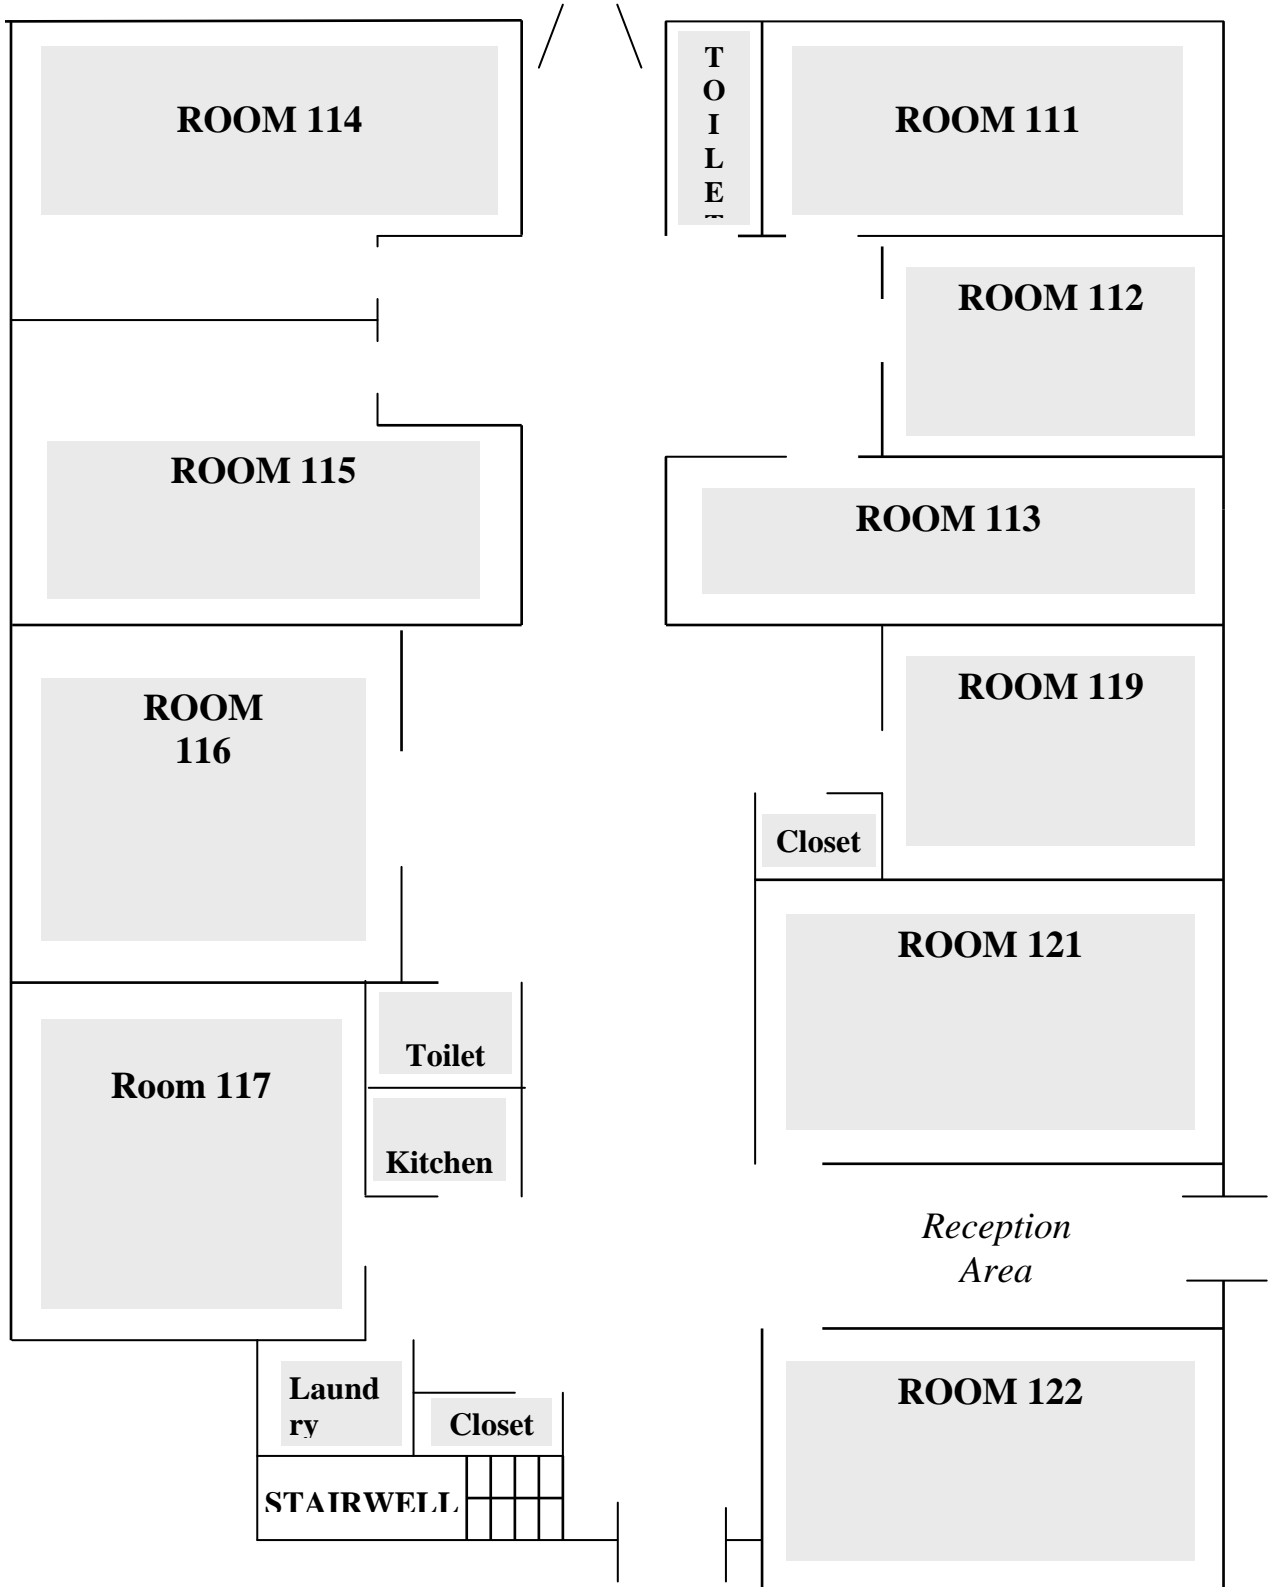 ROOM 114
T
O
I
L
E
T
ROOM 111
ROOM 112
ROOM 115
ROOM 113
ROOM
116
ROOM 119
Closet
ROOM 121
Toilet
Room 117
Kitchen
Reception
Area
Laund
ry
Closet
ROOM 122
STAIRWELL